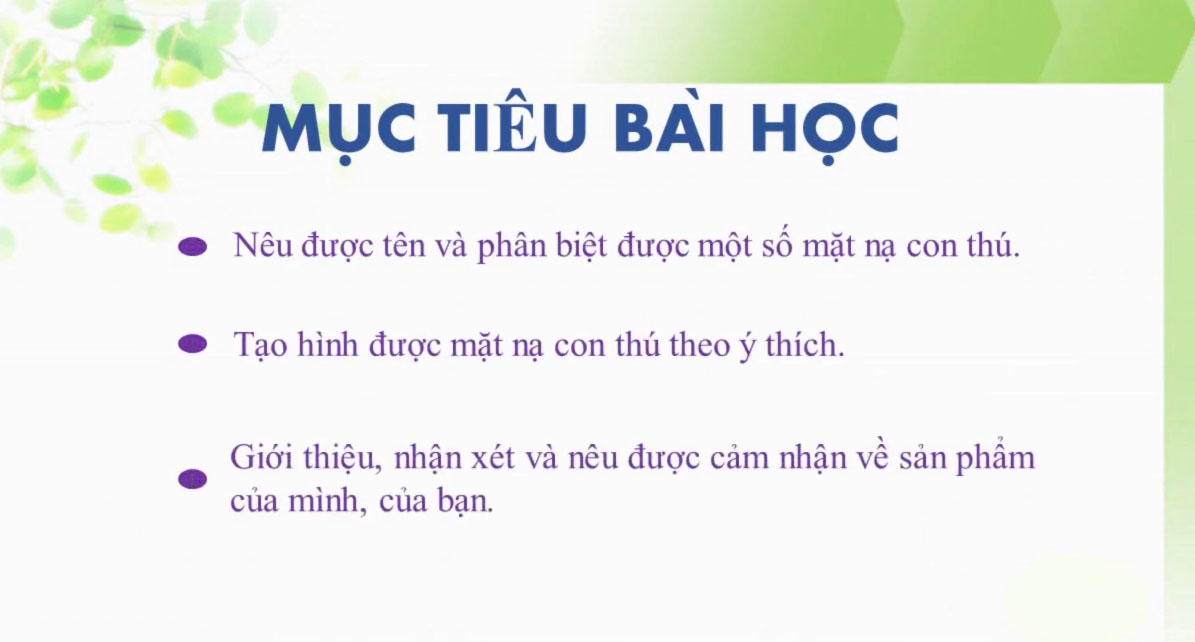 MỤC TIÊU BÀI HỌC
Nêu được tên và phân biệt được một số mặt nạ con thú.
Tạo hình được mặt nạ con thú theo ý thích.
Giới thiệu, nhận xét và nêu được cảm nhận về sản phẩm
của mình, của bạn.